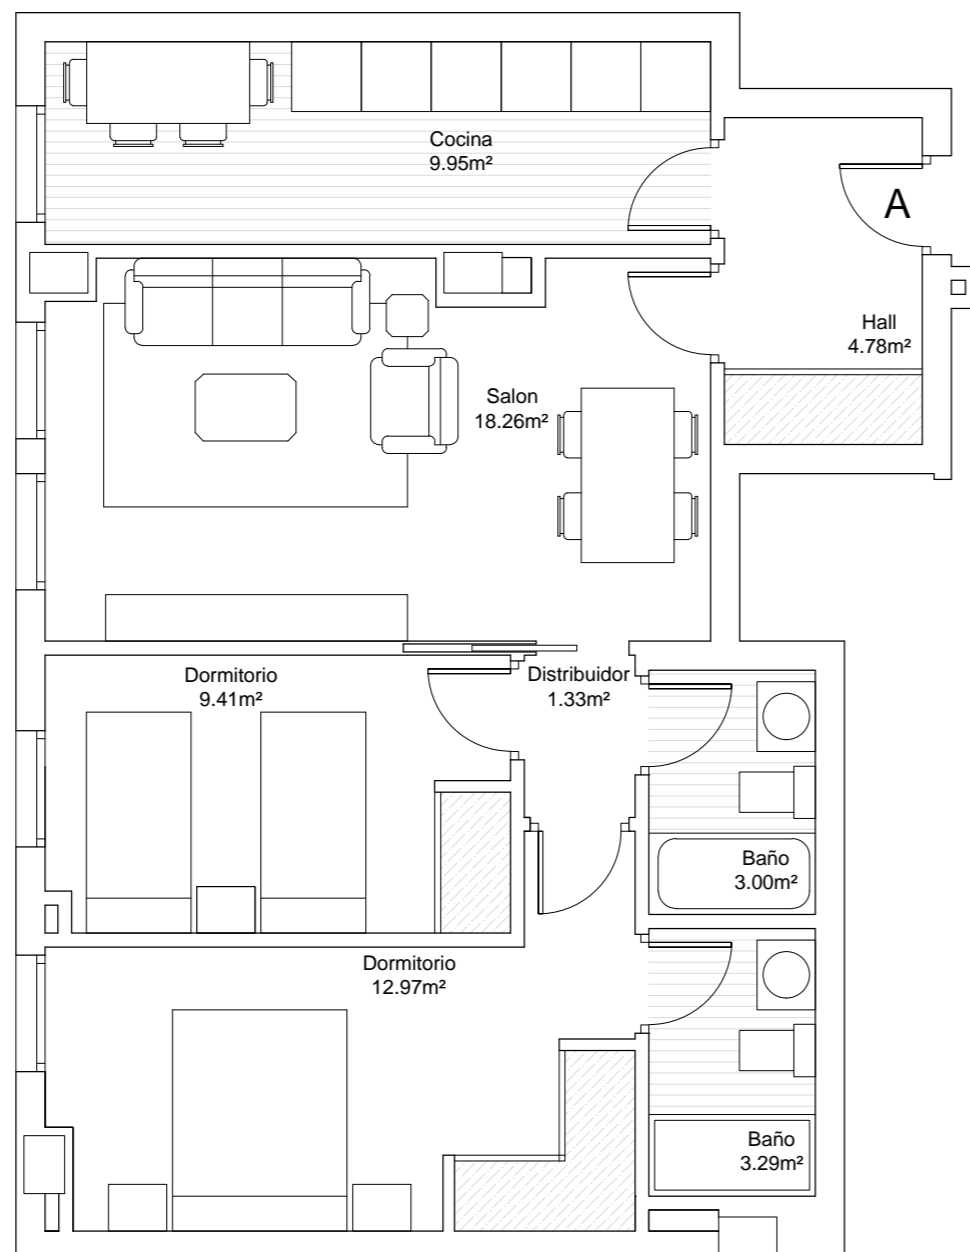 Cocina
9.95m²
A
Hall
4.78m²
Salon
18.26m²
Dormitorio
9.41m²
Distribuidor
1.33m²
Baño
3.00m²
Dormitorio
12.97m²
Baño
3.29m²